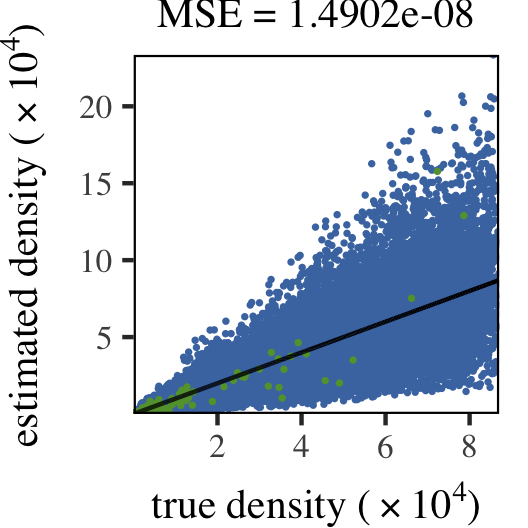 MSE = 1.4902e-08
estimated density ( × 10⁴)
20
15
10
5
2 4 6 8
true density ( × 10⁴)